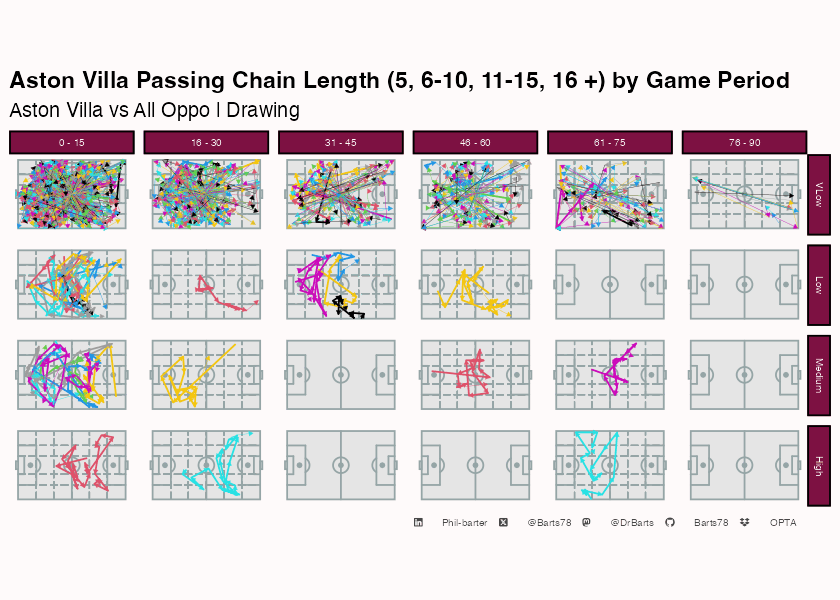 Aston Villa Passing Chain Length (5, 6-10, 11-15, 16 +) by Game Period
Aston Villa vs All Oppo | Drawing
0 - 15 16 - 30 31 - 45 46 - 60 61 - 75 76 - 90
VLow
Low
Medium
High
Phil-barter @Barts78 @DrBarts Barts78 OPTA